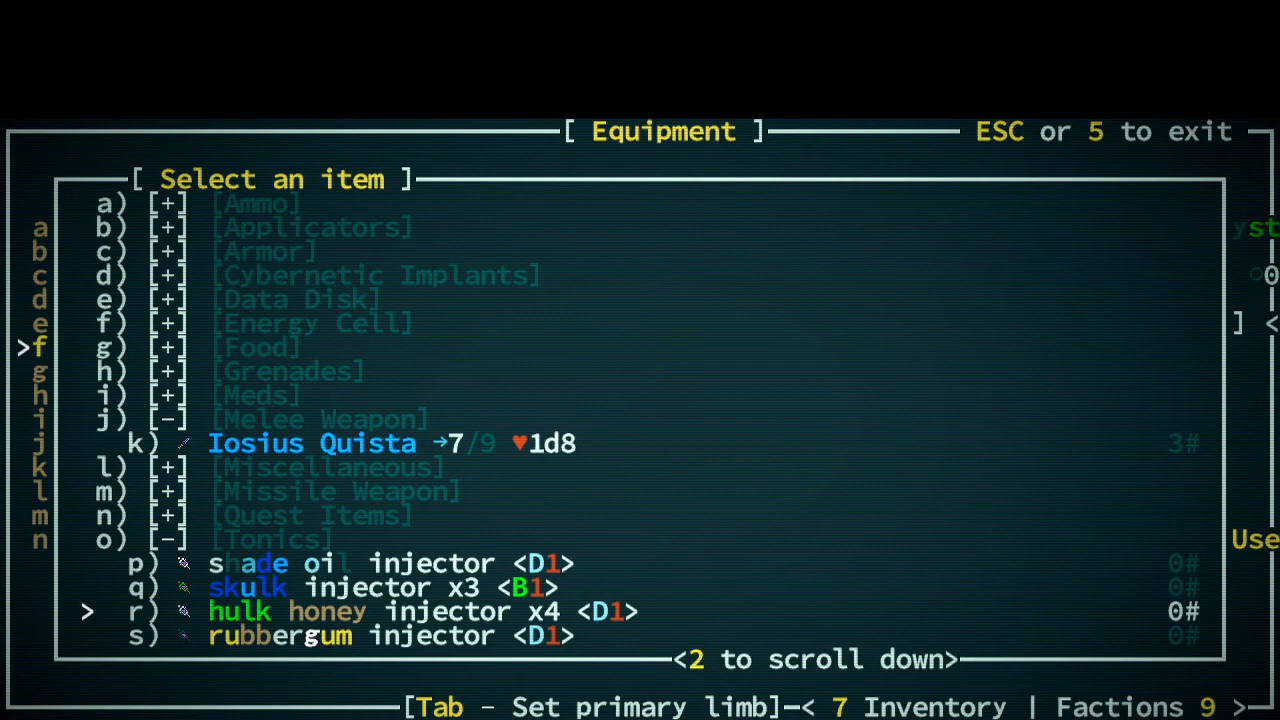 [ Equipment ] ESC or 5 to exit
[ Select an item ]
a) [+] [Ammo]
a b) [+] [Applicators] yst
b c) [+] [Armor]
c d) [+] [Cybernetic Implants] 0
d e) [+] [Data Disk]
e f) [+] [Energy Cell] ] <
>f g) [+] [Food]
g h) [+] [Grenades]
h i) [+] [Meds]
i j) [-] [Melee Weapon]
j k) Iosius Quista →7/9 ♥1d8 3#
k l) [+] [Miscellaneous]
l m) [+] [Missile Weapon]
m n) [+] [Quest Items]
n o) [-] [Tonics] Use
p) shade oil injector <D1> 0#
q) skulk injector x3 <B1> 0#
> r) hulk honey injector x4 <D1> 0#
s) rubbergum injector <D1> 0#
<2 to scroll down>
[Tab - Set primary limb] < 7 Inventory | Factions 9 >